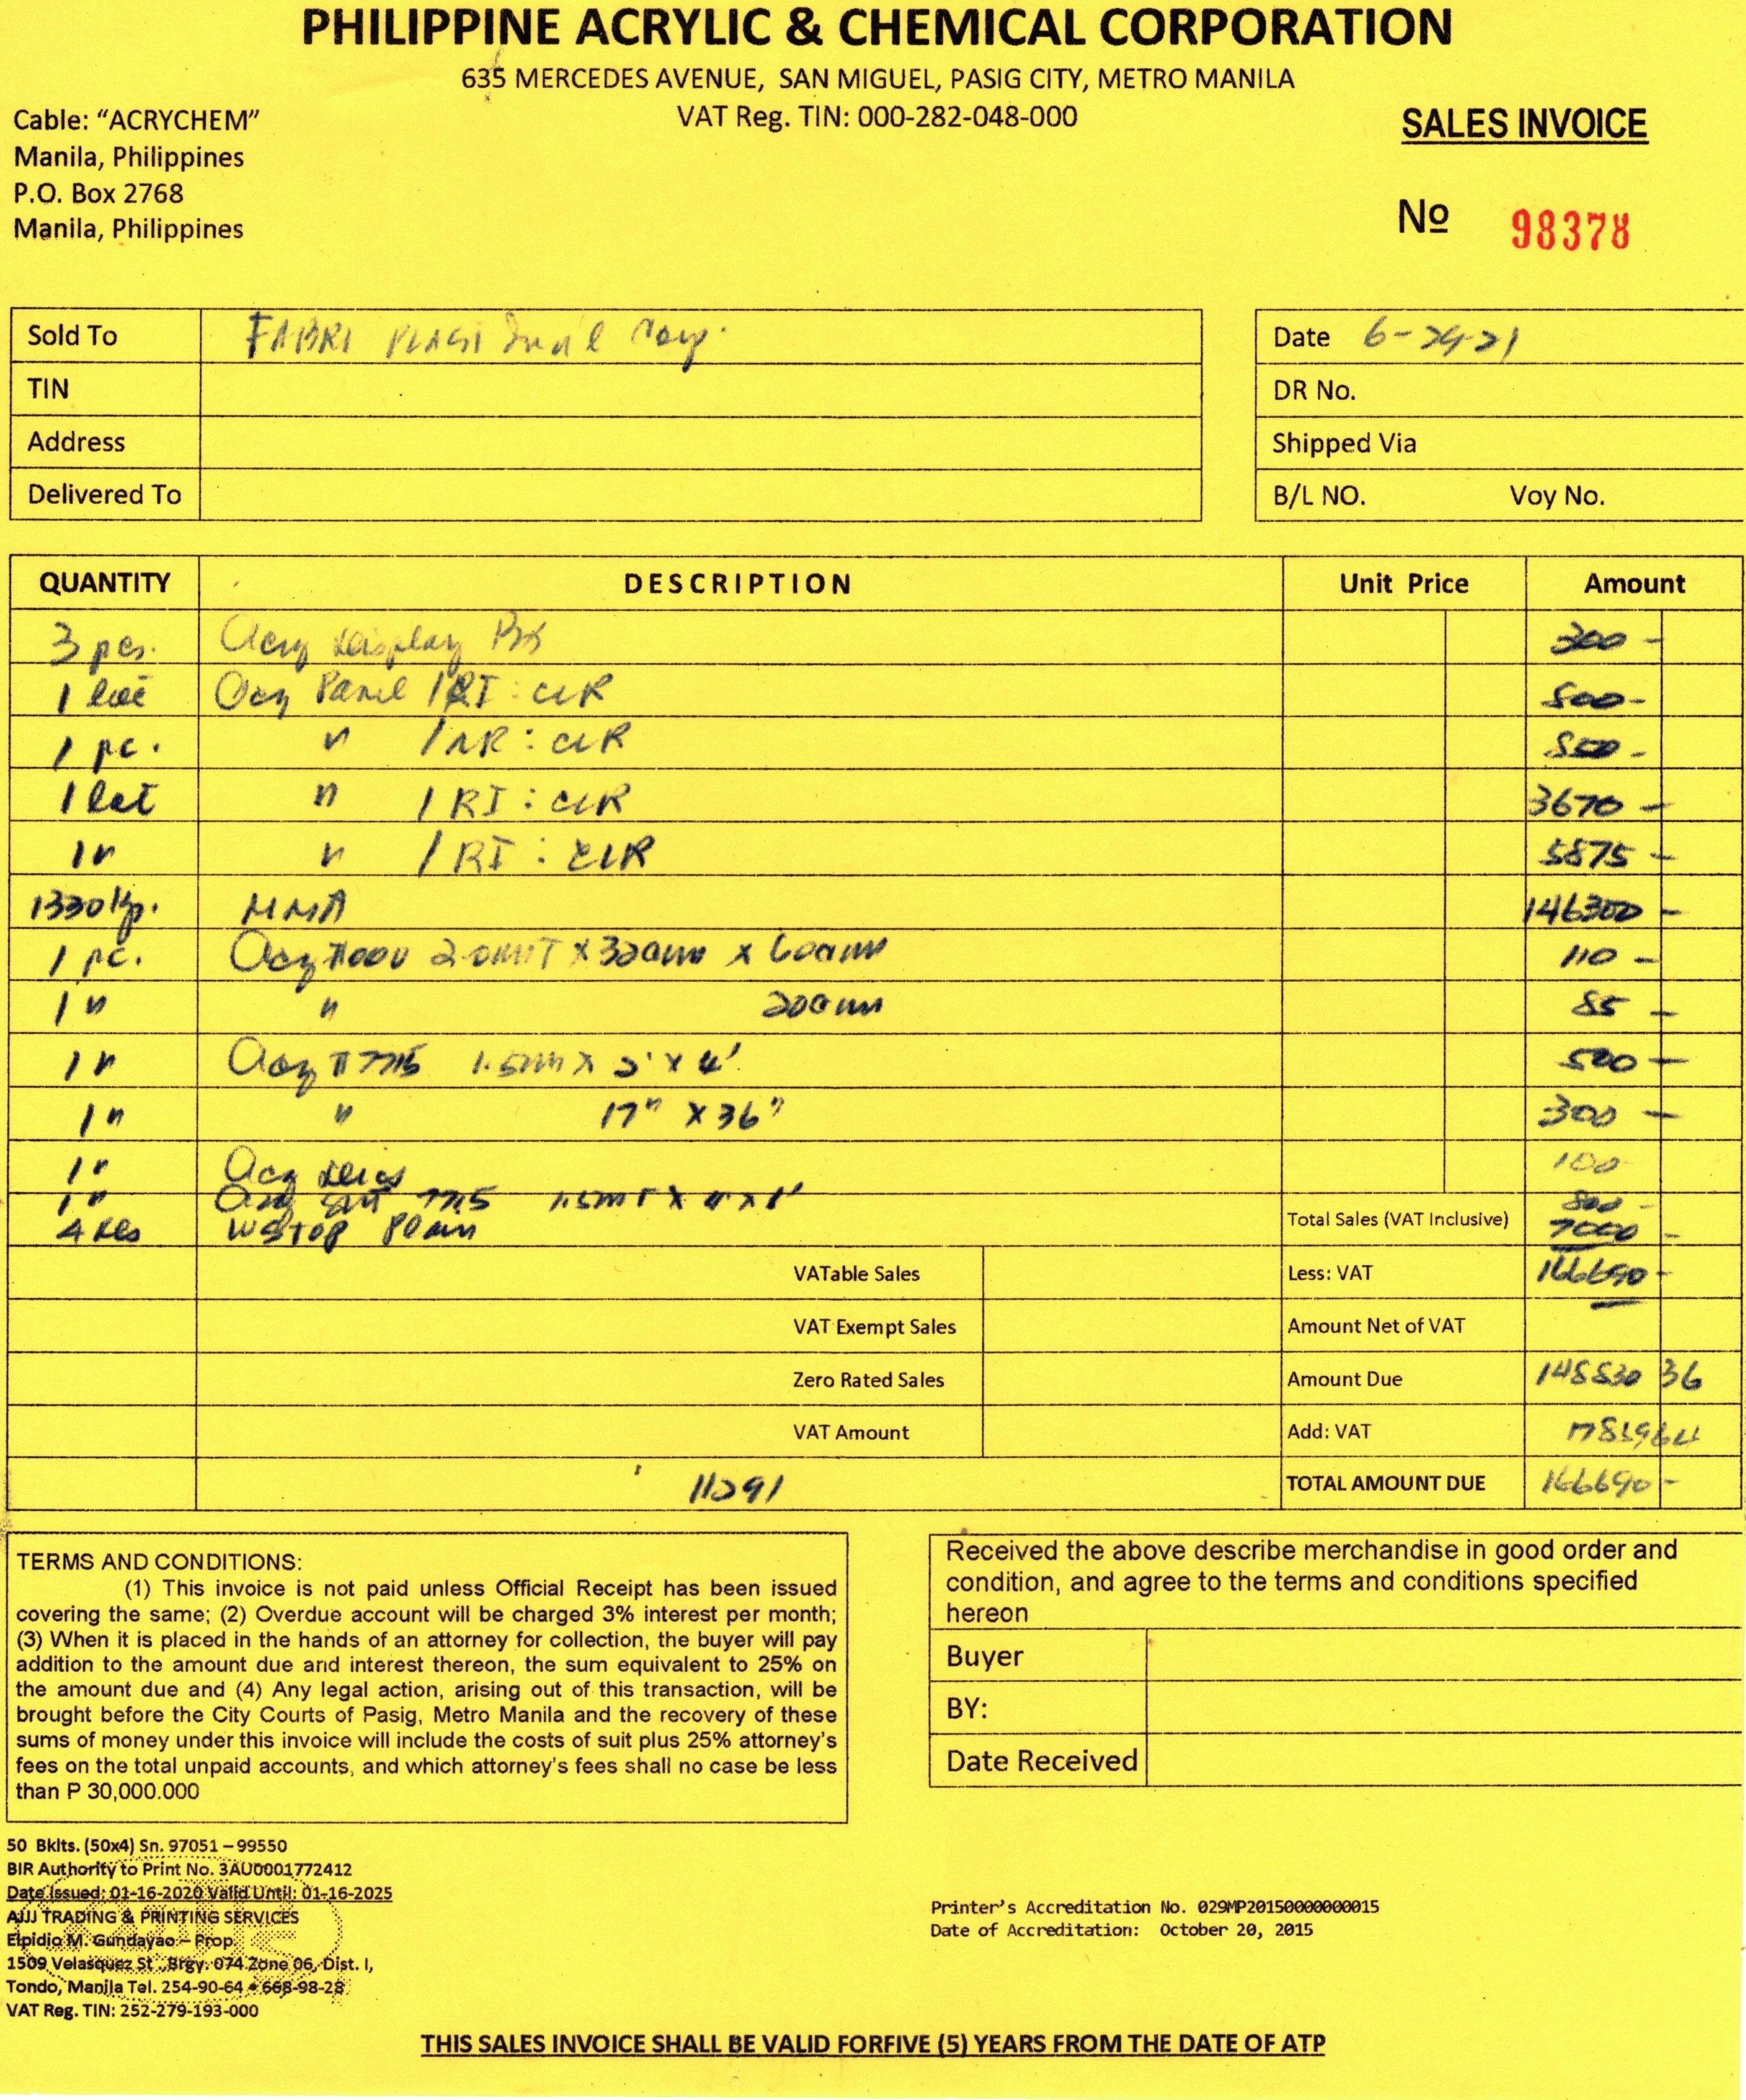 PHILIPPINE ACRYLIC & CHEMICAL CORPORATION
635 MERCEDES AVENUE, SAN MIGUEL, PASIG CITY, METRO MANILA
VAT Reg. TIN: 000-282-048-000
Cable: “ACRYCHEM”
Manila, Philippines
P.O. Box 2768
Manila, Philippines
SALES INVOICE
No 98378
Sold To FABRI PLAST Corp.
TIN
Address
Delivered To
Date 6-24-21
DR No.
Shipped Via
B/L NO. Voy No.
QUANTITY DESCRIPTION Unit Price Amount
3 pcs. Acry Display 300 -
1 lot Acry Panel / RI : CLR 500 -
1 pc. " / NR : CLR -
1 lot " / RI : CLR 3670 -
1 " " / RI : CLR 5875 -
1330 Kg. MMA 146300 -
1 pc. Acry #000 2.0mmT x 320mm x 600mm 110 -
1 " " 200mm 85 -
1 " Acry # 1.5mm x 2' x 4' 500 -
1 " " 17" x 36" 300 -
1 " Acry 100
1 " 1.5mmT x 4' x 8' 800 -
4 WSTOP 7000 -
Total Sales (VAT Inclusive)
VATable Sales Less: VAT 166690 -
VAT Exempt Sales Amount Net of VAT
Zero Rated Sales Amount Due 148830 36
VAT Amount Add: VAT 17859 64
11291 TOTAL AMOUNT DUE 166690 -
TERMS AND CONDITIONS:
(1) This invoice is not paid unless Official Receipt has been issued
covering the same; (2) Overdue account will be charged 3% interest per month;
(3) When it is placed in the hands of an attorney for collection, the buyer will pay
addition to the amount due and interest thereon, the sum equivalent to 25% on
the amount due and (4) Any legal action, arising out of this transaction, will be
brought before the City Courts of Pasig, Metro Manila and the recovery of these
sums of money under this invoice will include the costs of suit plus 25% attorney's
fees on the total unpaid accounts, and which attorney's fees shall no case be less
than P 30,000.000
Received the above describe merchandise in good order and
condition, and agree to the terms and conditions specified
hereon
Buyer
BY:
Date Received
50 Bklts. (50x4) Sn. 97051 – 99550
BIR Authority to Print No. 3AU0001772412
Date Issued: 01-16-2020 Valid Until: 01-16-2025
AJJJ TRADING & PRINTING SERVICES
Elpidio M. Gundayao – Prop
1509 Velasquez St., Brgy. 074 Zone 06, Dist. I,
Tondo, Manila Tel. 254-90-64 • 668-98-28
VAT Reg. TIN: 252-279-193-000
Printer's Accreditation No. 029MP20150000000015
Date of Accreditation: October 20, 2015
THIS SALES INVOICE SHALL BE VALID FORFIVE (5) YEARS FROM THE DATE OF ATP